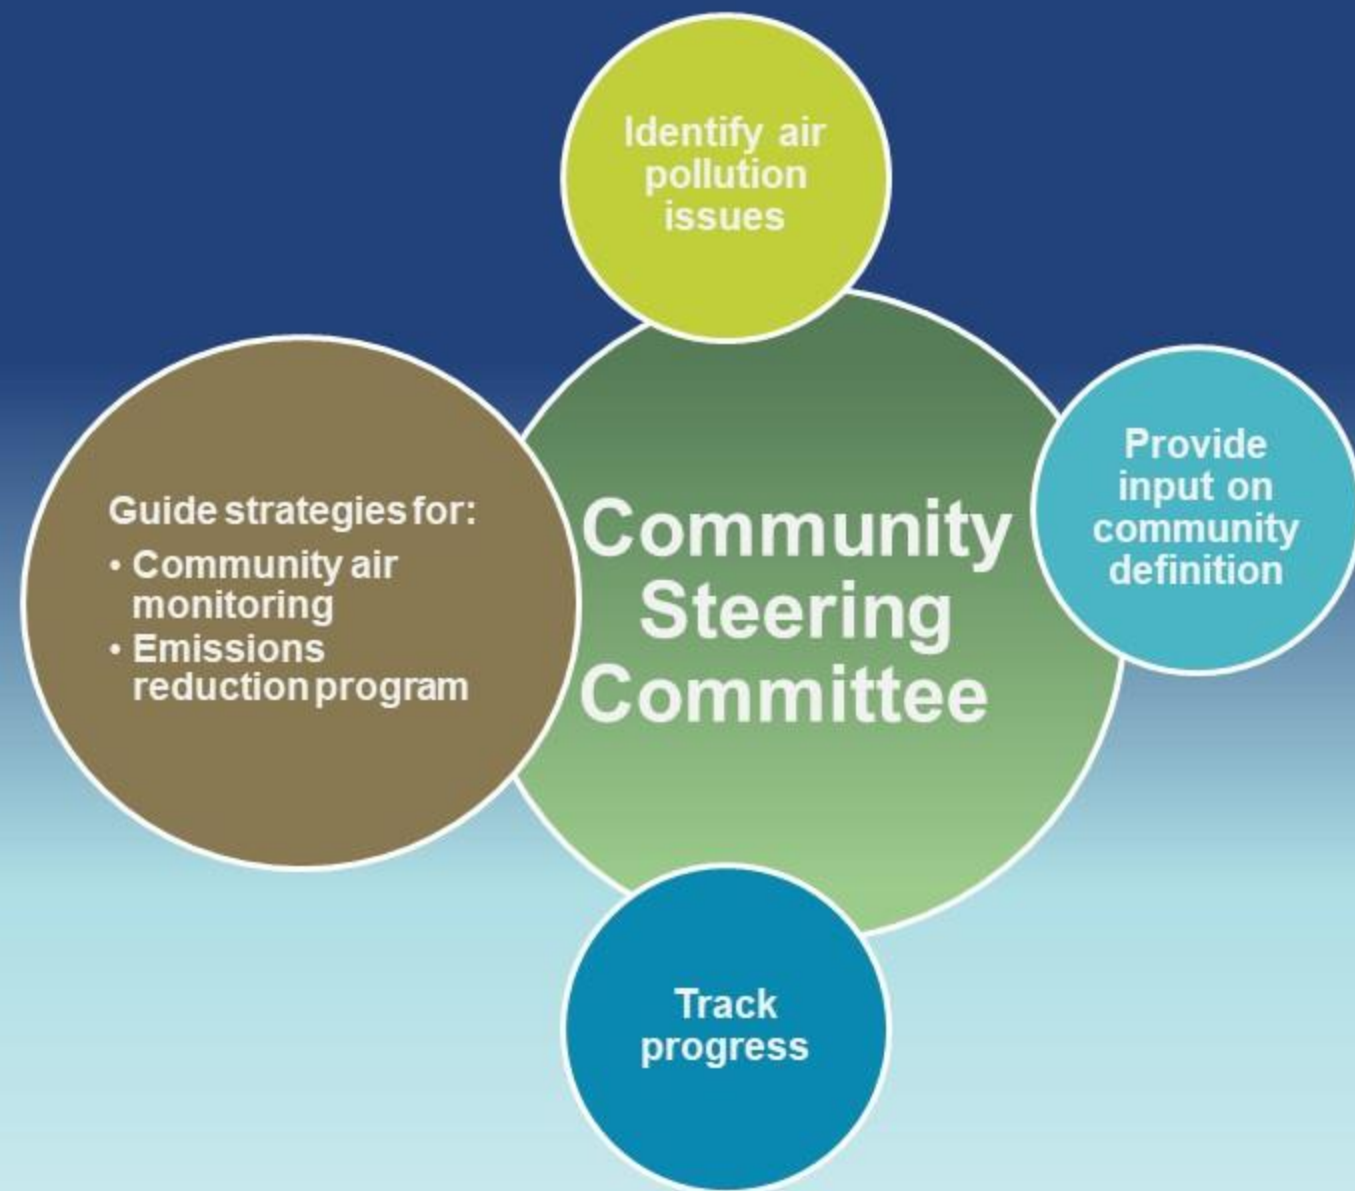 Identify air
pollution
issues
Provide
input on
community
definition
Guide strategies for:
• Community air
monitoring
• Emissions
reduction program
Community
Steering
Committee
Track
progress